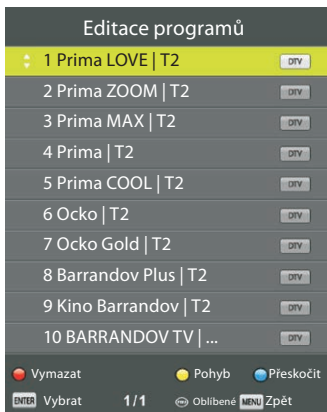 Editace programů
1 Prima LOVE | T2 DTV
2 Prima ZOOM | T2 DTV
3 Prima MAX | T2 DTV
4 Prima | T2 DTV
5 Prima COOL | T2 DTV
6 Ocko | T2 DTV
7 Ocko Gold | T2 DTV
8 Barrandov Plus | T2 DTV
9 Kino Barrandov | T2 DTV
10 BARRANDOV TV | ... DTV
Vymazat Pohyb Přeskočit
ENTER Vybrat 1/1 Oblíbené MENU Zpět